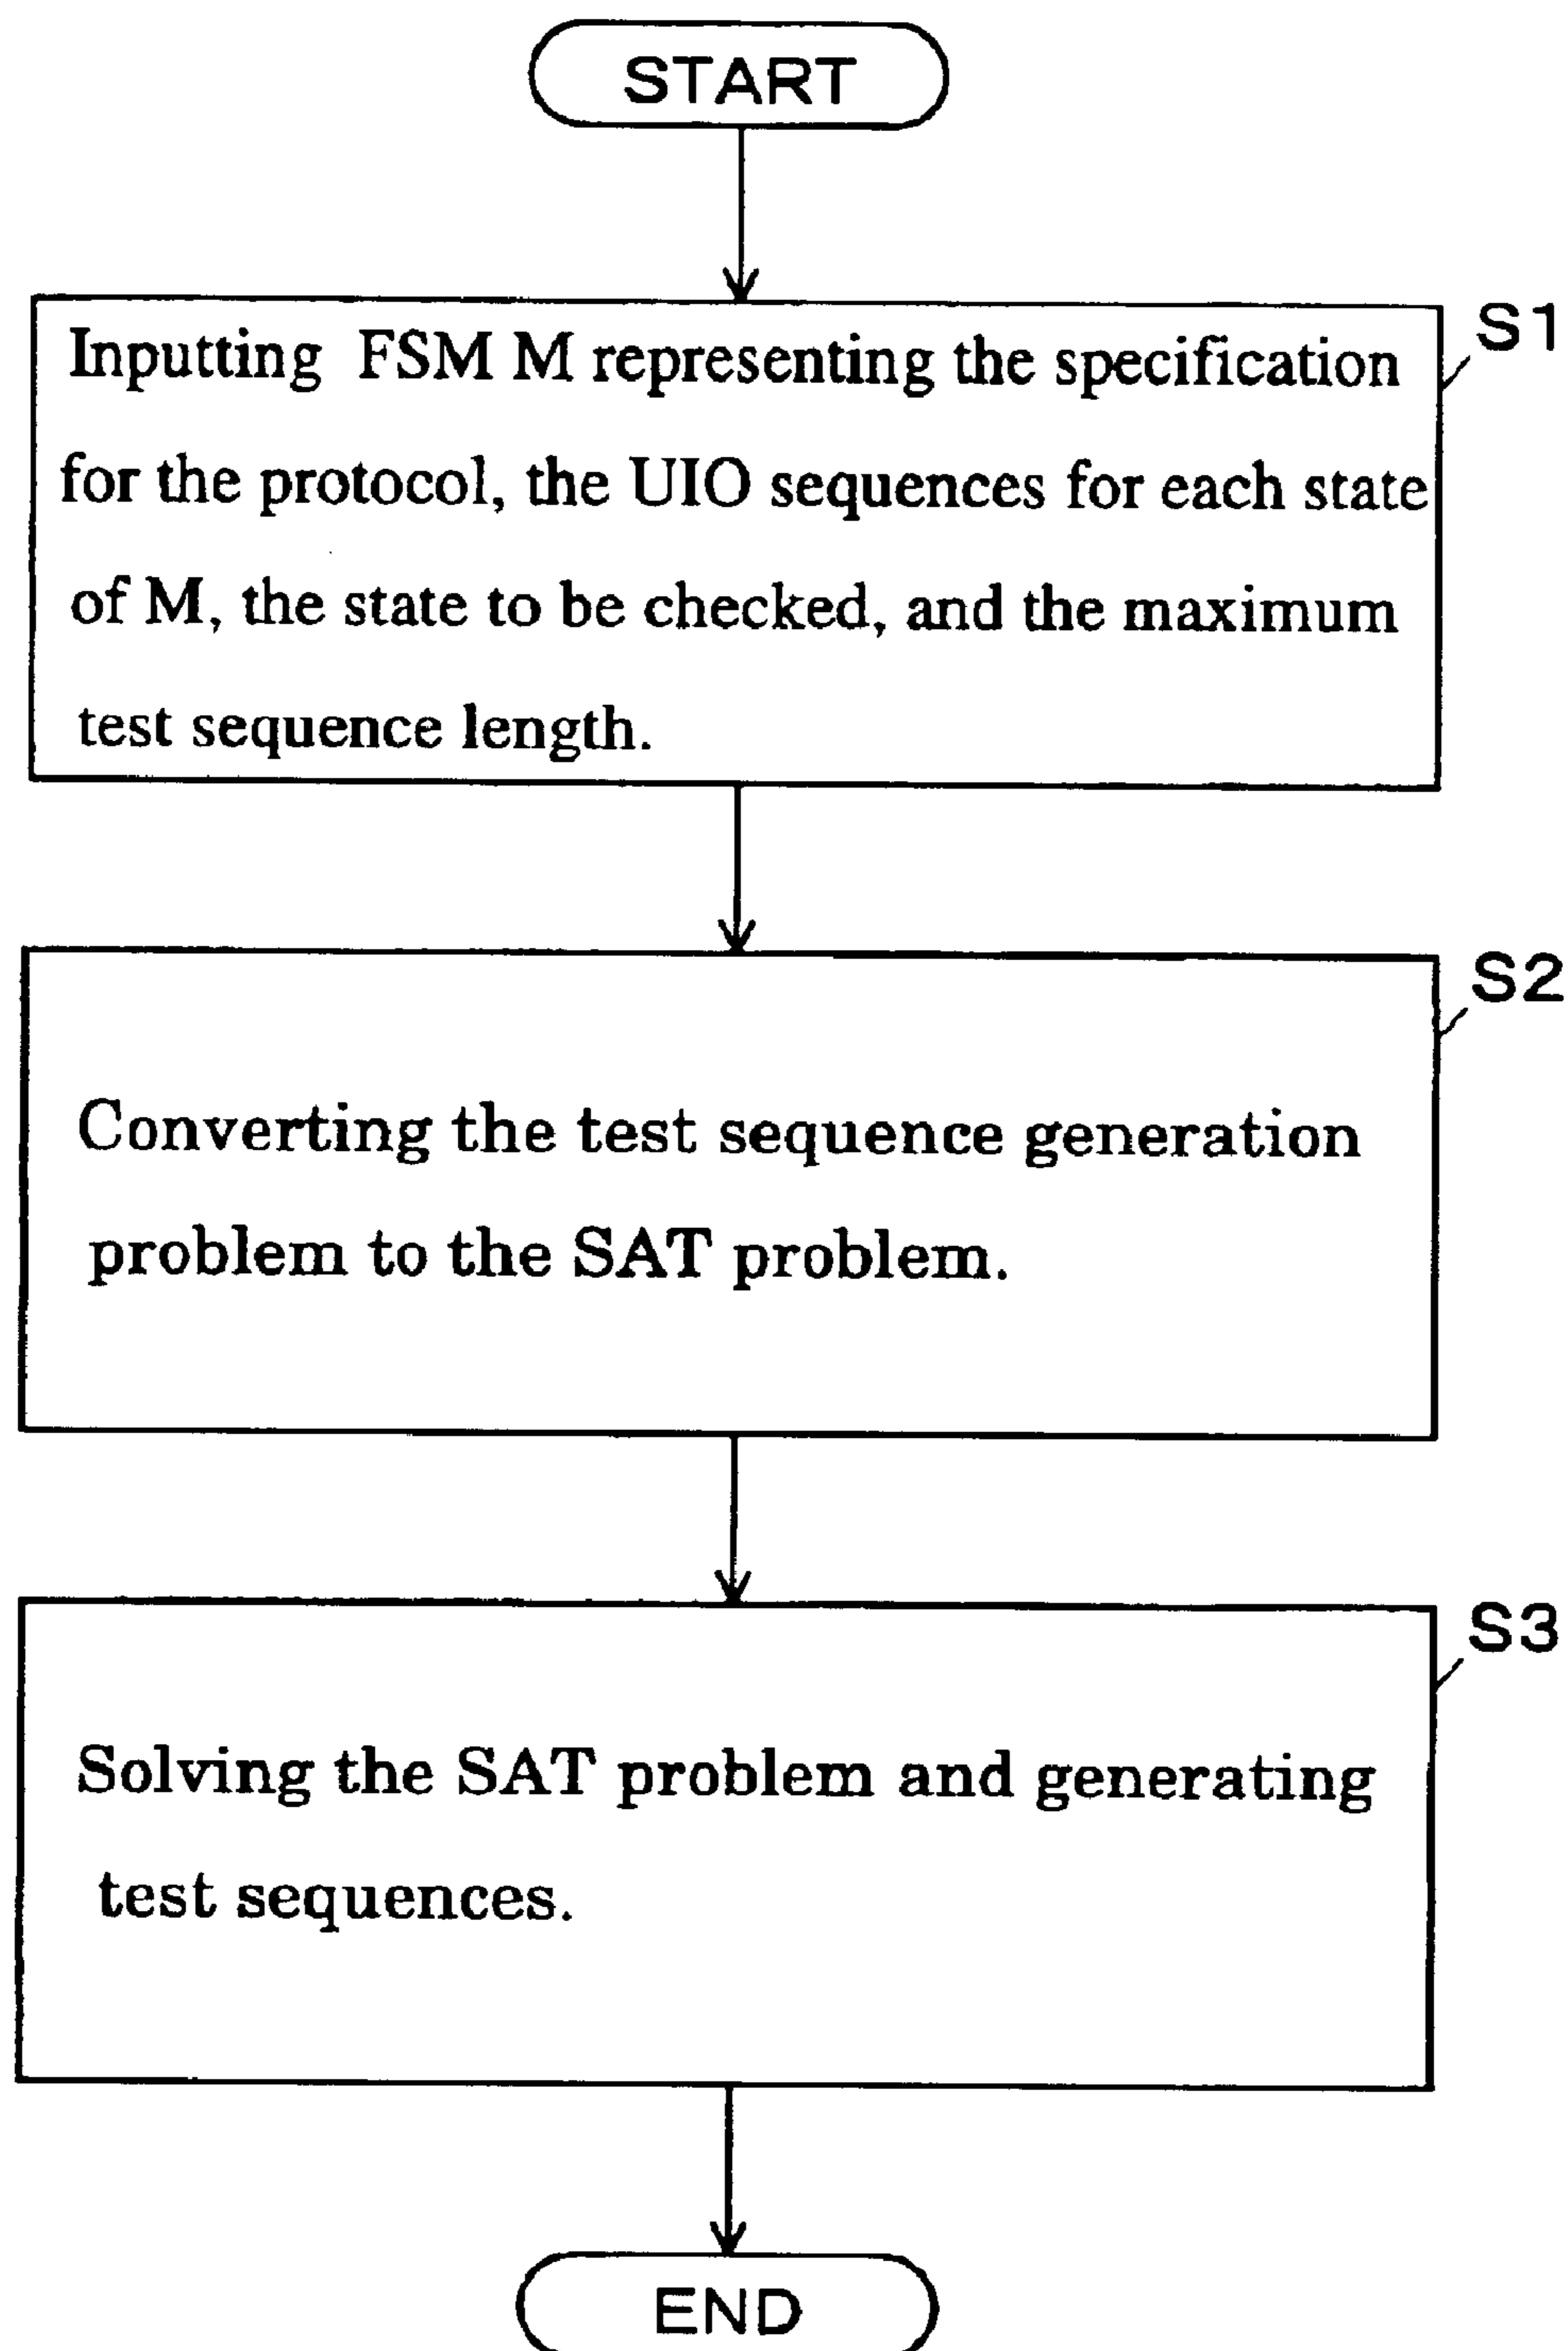 START
S1
Inputting FSM M representing the specification
for the protocol, the UIO sequences for each state
of M, the state to be checked, and the maximum
test sequence length.
S2
Converting the test sequence generation
problem to the SAT problem.
S3
Solving the SAT problem and generating
test sequences.
END